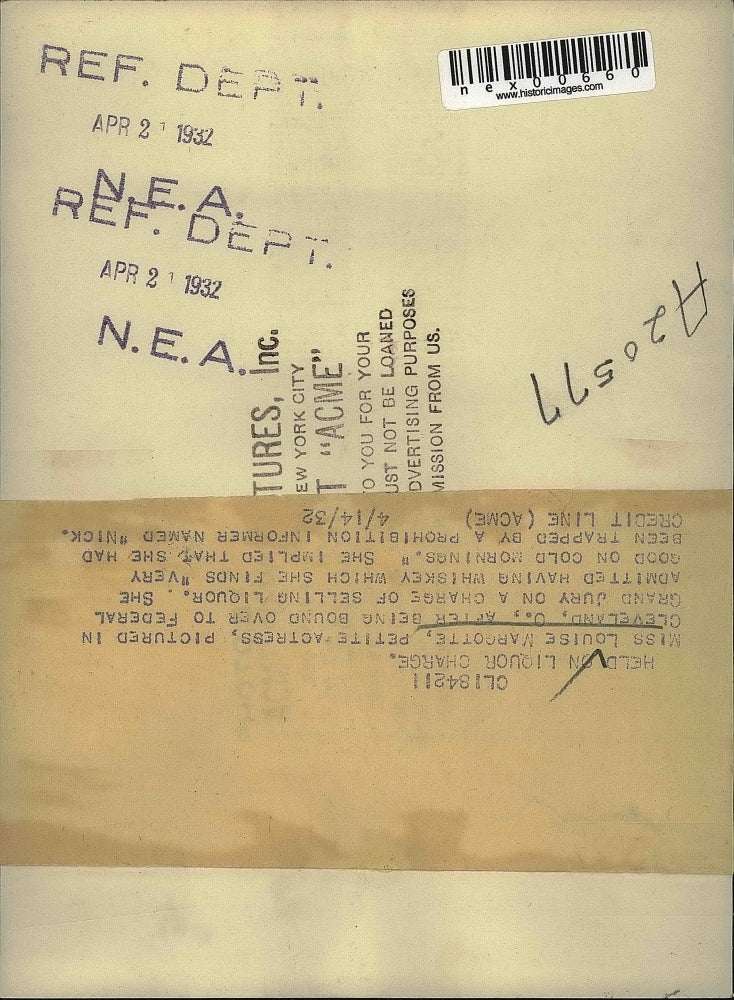 REF. DEPT.
APR 21 1932
N.E.A.
REF. DEPT.
APR 21 1932
N.E.A.
nex00660
www.historicimages.com
A20577
TURES, Inc.
EW YORK CITY
T "ACME"
O YOU FOR YOUR
UST NOT BE LOANED
DVERTISING PURPOSES
MISSION FROM US.
CL184211
HELD ON LIQUOR CHARGE.
MISS LOUISE MARGOTTE, PETITE ACTRESS, PICTURED IN
CLEVELAND, O., AFTER BEING BOUND OVER TO FEDERAL
GRAND JURY ON A CHARGE OF SELLING LIQUOR. SHE
ADMITTED HAVING WHISKEY WHICH SHE FINDS "VERY
GOOD ON COLD MORNINGS." SHE IMPLIED THAT SHE HAD
BEEN TRAPPED BY A PROHIBITION INFORMER NAMED "NICK.
CREDIT LINE (ACME) 4/14/32